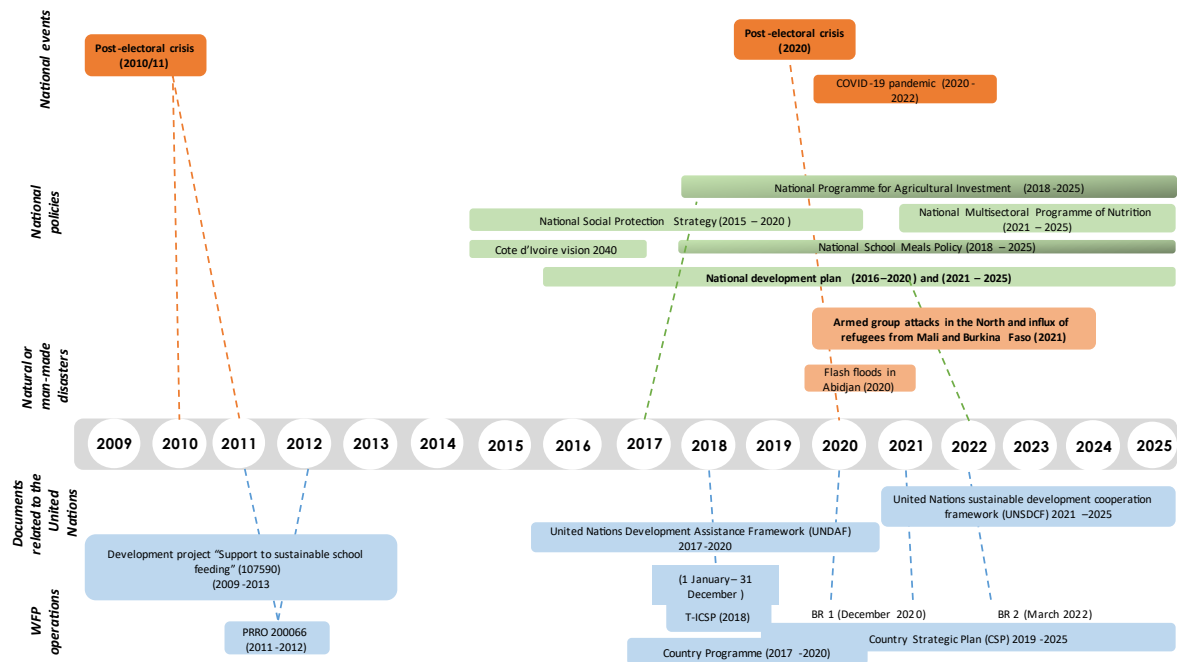 National events
Post-electoral crisis
(2010/11)
Post-electoral crisis
(2020)
COVID-19 pandemic (2020 -
2022)
National
policies
National Programme for Agricultural Investment (2018-2025)
National Social Protection Strategy (2015 – 2020 )
National Multisectoral Programme of Nutrition
(2021 – 2025)
Cote d'Ivoire vision 2040
National School Meals Policy (2018 – 2025)
National development plan (2016–2020 ) and (2021 – 2025)
Natural or
man-made
disasters
Armed group attacks in the North and influx of
refugees from Mali and Burkina Faso (2021)
Flash floods in
Abidjan (2020)
2009 2010 2011 2012 2013 2014 2015 2016 2017 2018 2019 2020 2021 2022 2023 2024 2025
Documents
related to the
United
Nations
United Nations sustainable development cooperation
framework (UNSDCF) 2021 –2025
United Nations Development Assistance Framework (UNDAF)
2017-2020
WFP
operations
Development project "Support to sustainable school
feeding" (107590)
(2009 -2013
(1 January – 31
December )
T-ICSP (2018)
BR 1 (December 2020)
BR 2 (March 2022)
PRRO 200066
(2011 -2012)
Country Strategic Plan (CSP) 2019 -2025
Country Programme (2017 -2020)